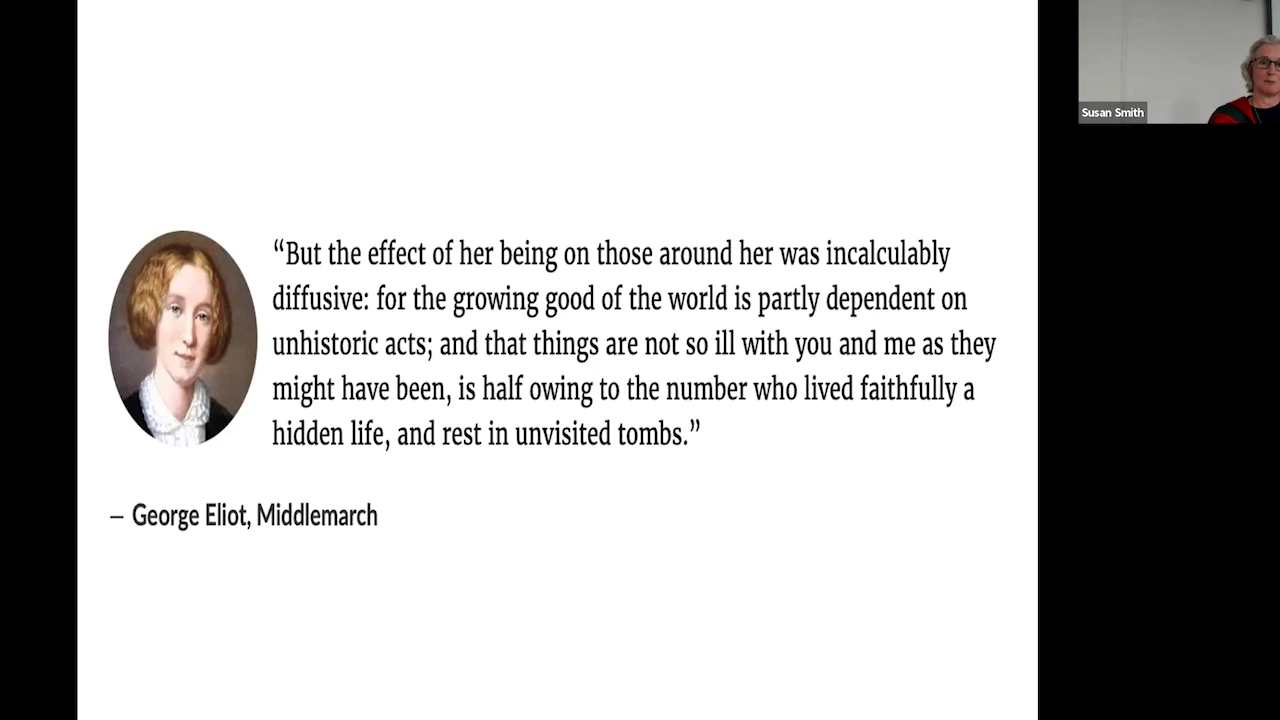 “But the effect of her being on those around her was incalculably
diffusive: for the growing good of the world is partly dependent on
unhistoric acts; and that things are not so ill with you and me as they
might have been, is half owing to the number who lived faithfully a
hidden life, and rest in unvisited tombs.”
– George Eliot, Middlemarch
Susan Smith